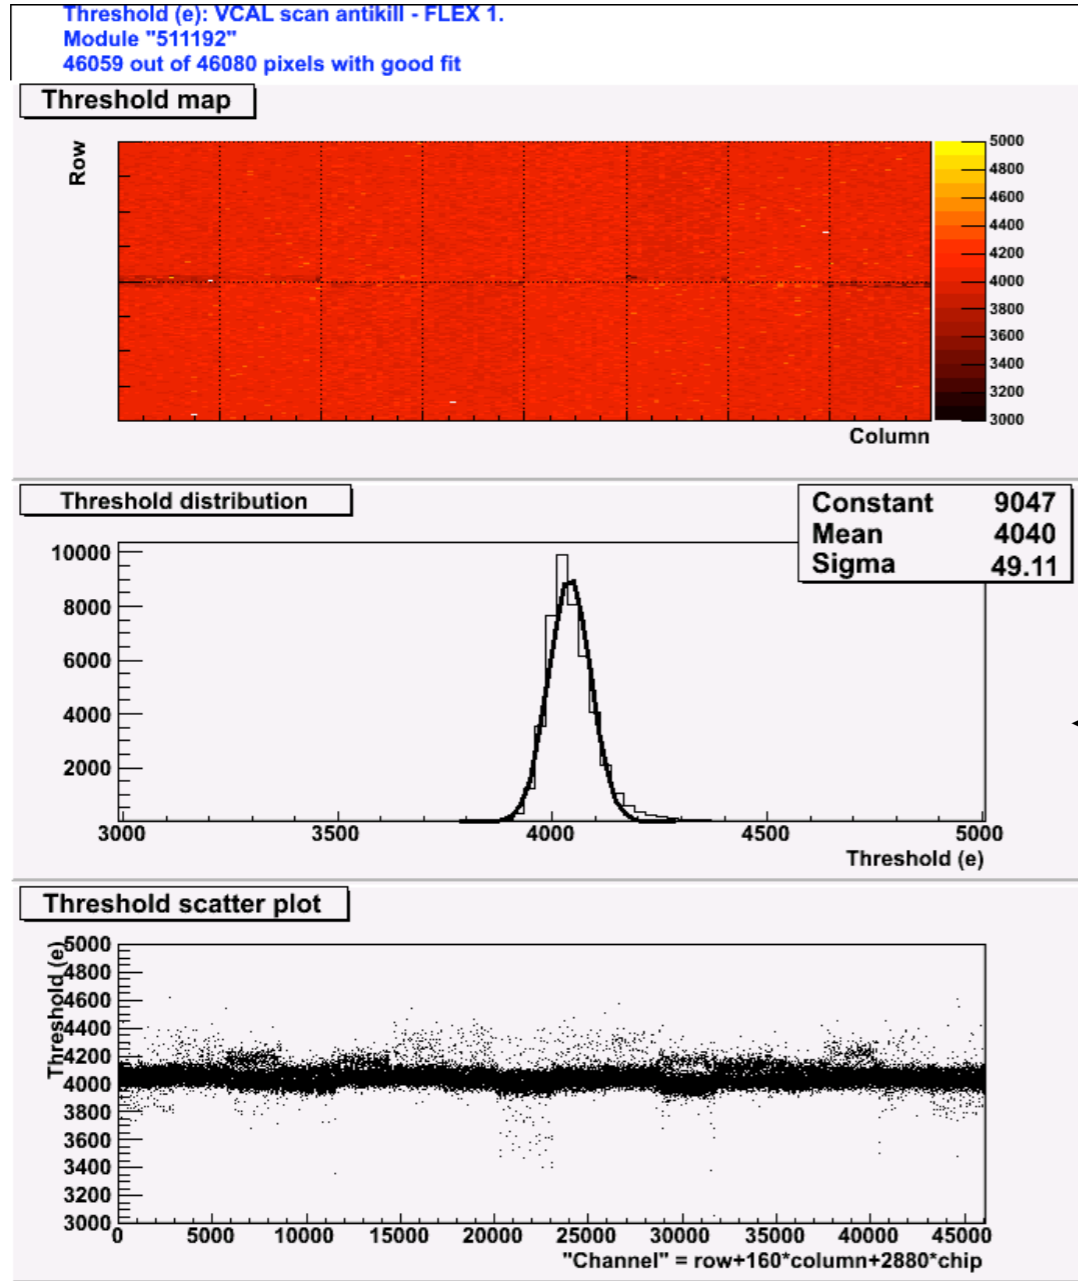 Threshold (e): VCAL scan antikill - FLEX 1.
Module "511192"
46059 out of 46080 pixels with good fit
Threshold map
Row
5000
4800
4600
4400
4200
4000
3800
3600
3400
3200
3000
Column
Threshold distribution
Constant 9047
Mean 4040
Sigma 49.11
10000
8000
6000
4000
2000
3000 3500 4000 4500 5000
Threshold (e)
Threshold scatter plot
Threshold (e)
5000
4800
4600
4400
4200
4000
3800
3600
3400
3200
3000
0 5000 10000 15000 20000 25000 30000 35000 40000 45000
"Channel" = row+160*column+2880*chip